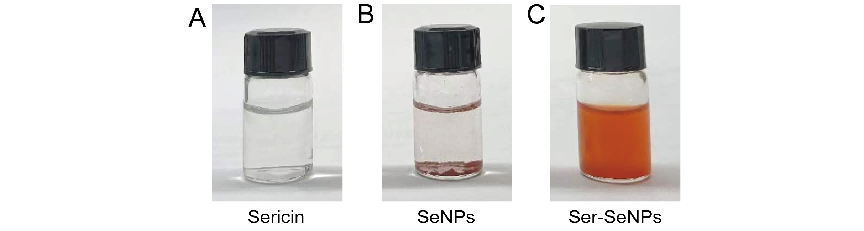 A
B
C
Sericin
SeNPs
Ser-SeNPs